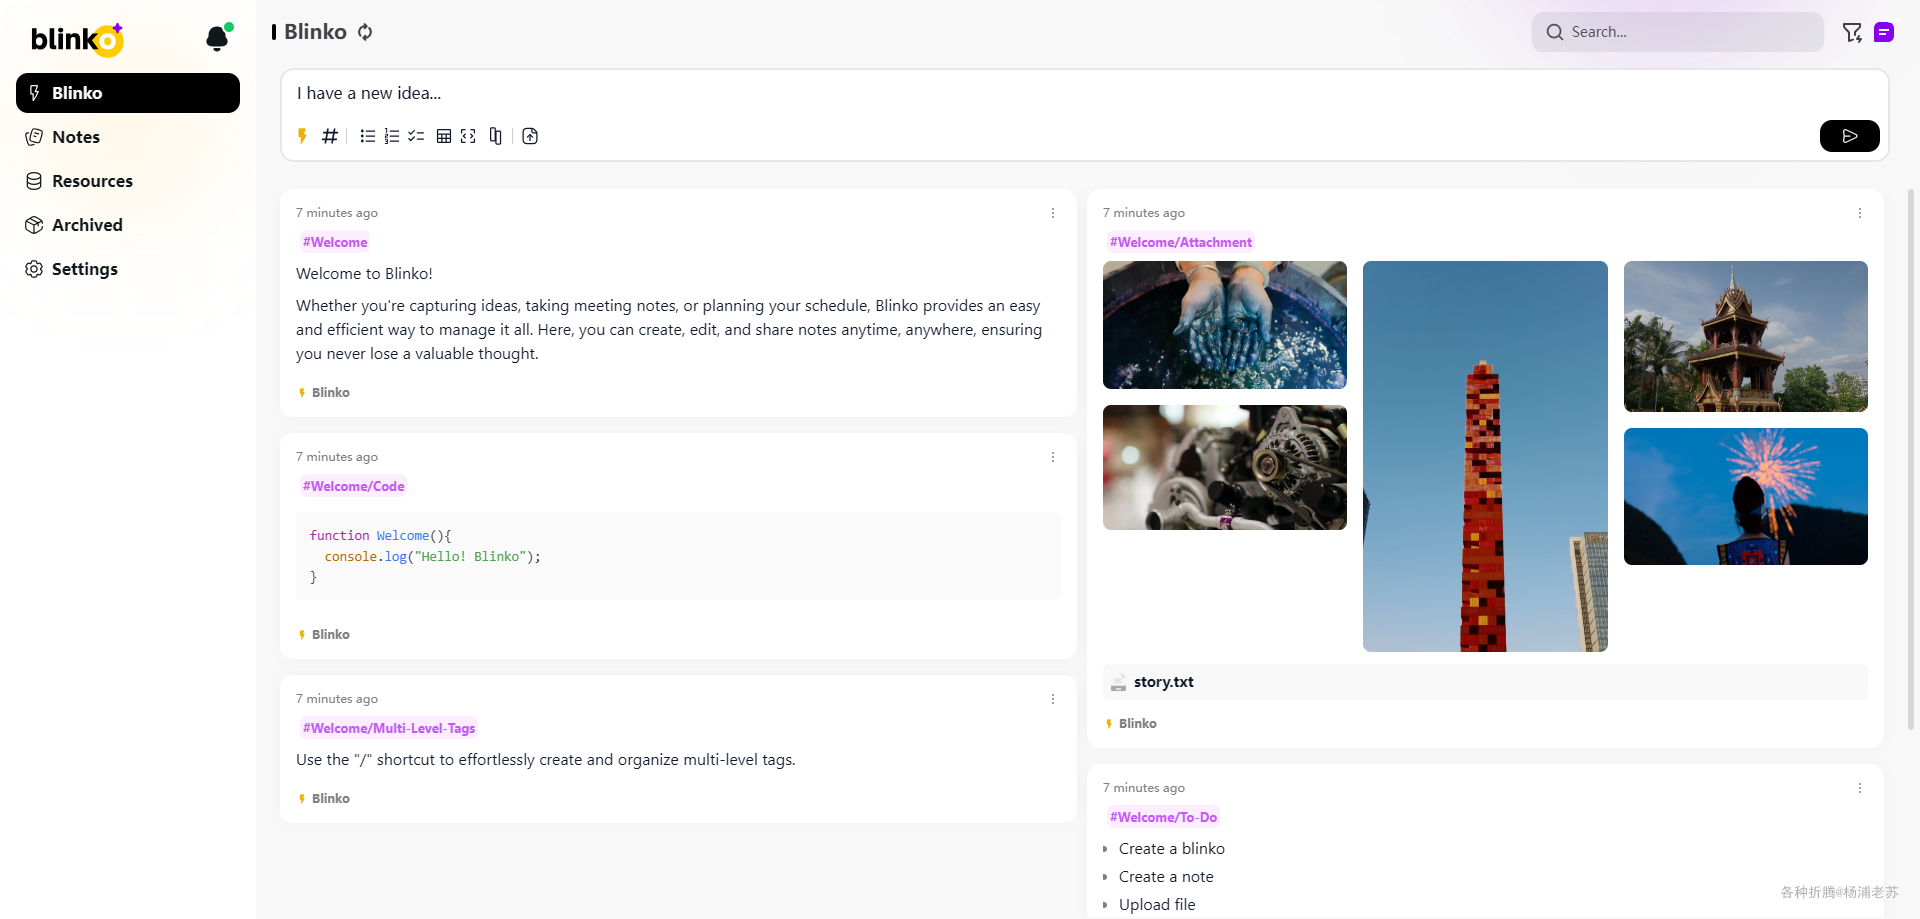 blinko
Blinko
Notes
Resources
Archived
Settings
Blinko
Search...
I have a new idea...
7 minutes ago
#Welcome
Welcome to Blinko!
Whether you're capturing ideas, taking meeting notes, or planning your schedule, Blinko provides an easy
and efficient way to manage it all. Here, you can create, edit, and share notes anytime, anywhere, ensuring
you never lose a valuable thought.
Blinko
7 minutes ago
#Welcome/Code
function Welcome(){
  console.log("Hello! Blinko");
}
Blinko
7 minutes ago
#Welcome/Multi-Level-Tags
Use the "/" shortcut to effortlessly create and organize multi-level tags.
Blinko
7 minutes ago
#Welcome/Attachment
story.txt
Blinko
7 minutes ago
#Welcome/To-Do
Create a blinko
Create a note
Upload file
各种折腾@杨浦老苏